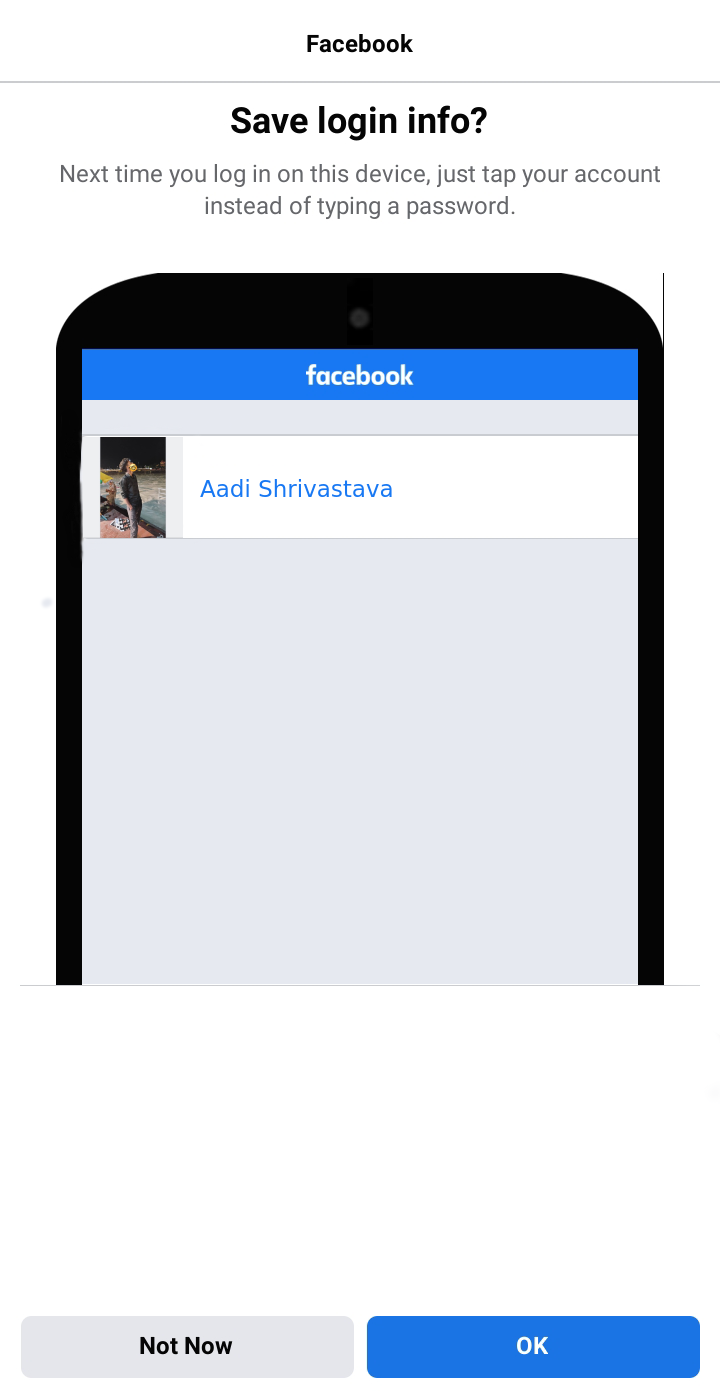 Facebook
Save login info?
Next time you log in on this device, just tap your account
instead of typing a password.
facebook
Aadi Shrivastava
Not Now
OK